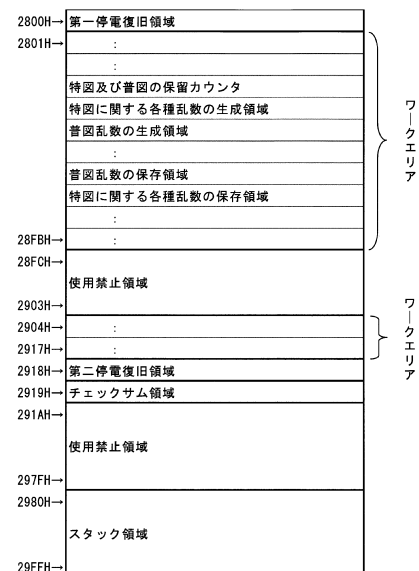 2800H→ 第一停電復旧領域
2801H→ :
:
特図及び普図の保留カウンタ
特図に関する各種乱数の生成領域
普図乱数の生成領域
:
普図乱数の保存領域
特図に関する各種乱数の保存領域
:
28FBH→ :
ワークエリア
28FCH→
使用禁止領域
2903H→
2904H→ :
2917H→ :
ワークエリア
2918H→ 第二停電復旧領域
2919H→ チェックサム領域
291AH→
使用禁止領域
297FH→
2980H→
スタック領域
29FFH→